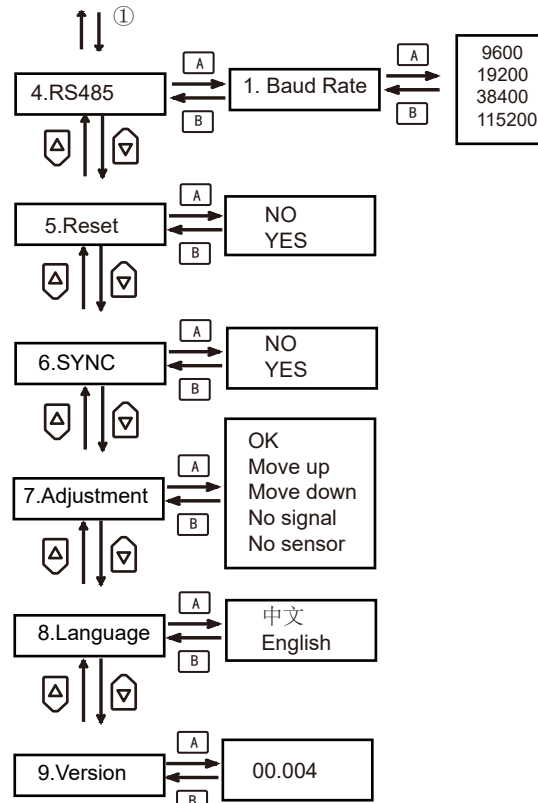 ①
A
A
9600
19200
38400
115200
4.RS485
1. Baud Rate
B
B
A
5.Reset
NO
YES
B
A
6.SYNC
NO
YES
B
OK
Move up
Move down
No signal
No sensor
A
7.Adjustment
B
A
8.Language
中文
English
B
A
9.Version
00.004
B